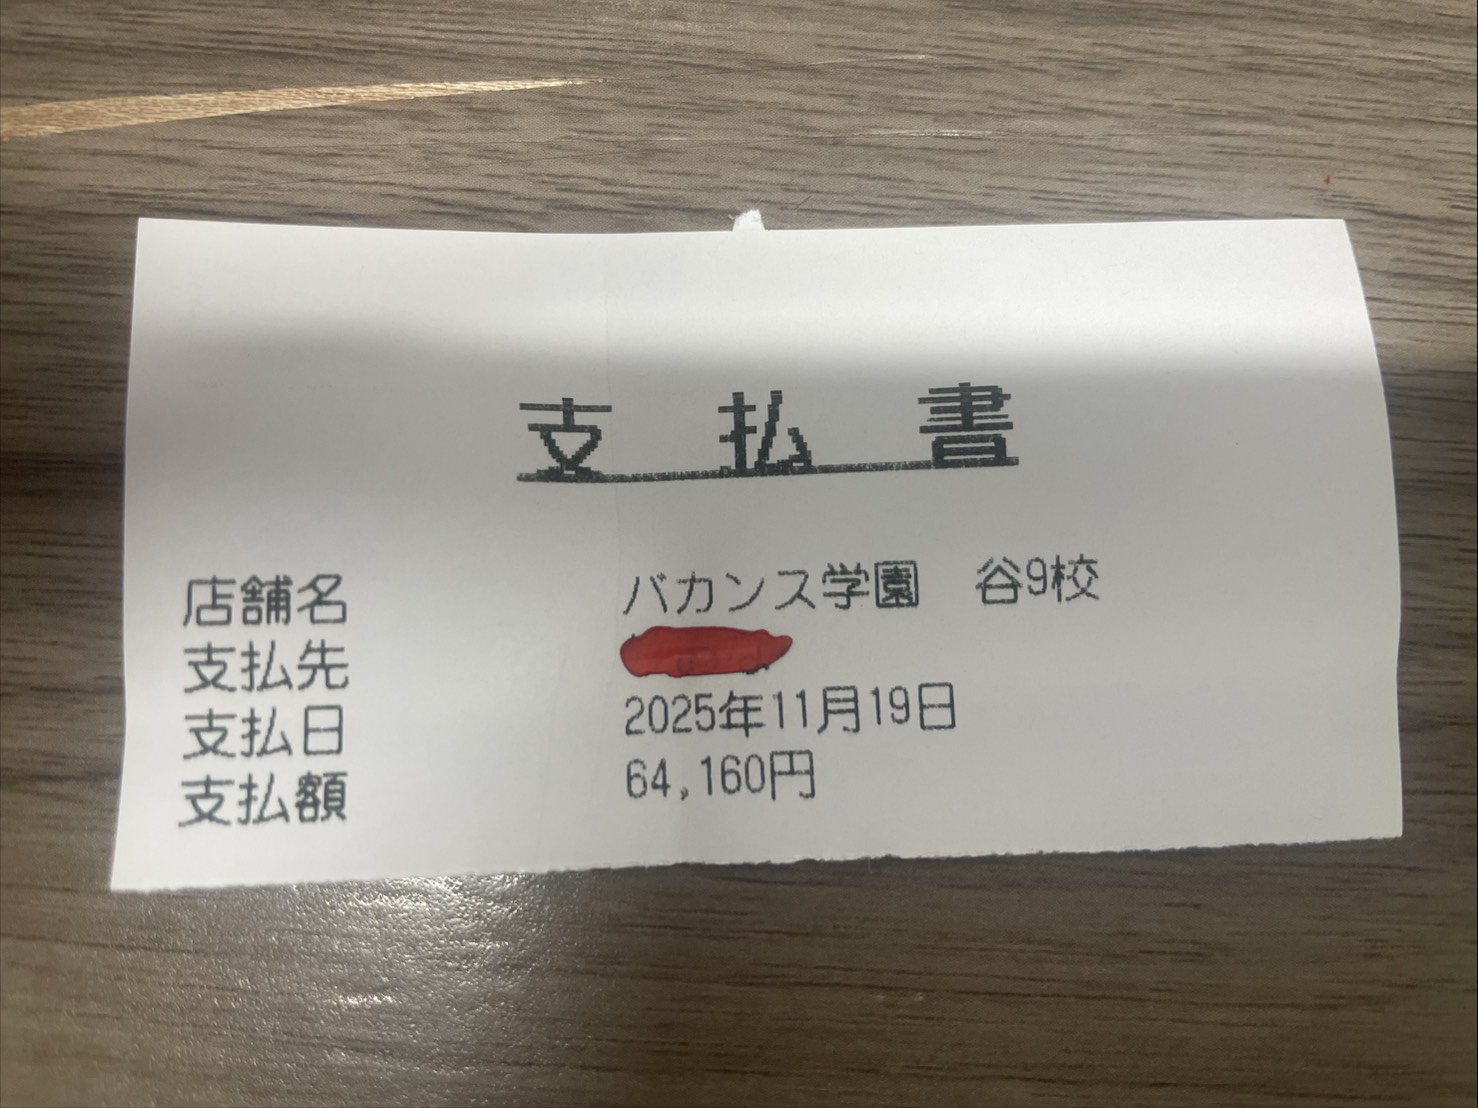 支払書
店舗名 バカンス学園 谷9校
支払先
支払日 2025年11月19日
支払額 64,160円